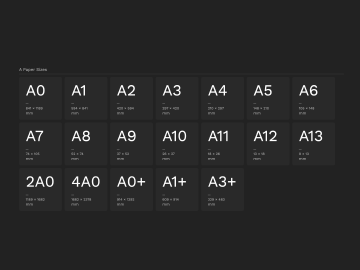 A Paper Sizes
A0 A1 A2 A3 A4 A5 A6
841 × 1189 594 × 841 420 × 594 297 × 420 210 × 297 148 × 210 105 × 148
mm mm mm mm mm mm mm
A7 A8 A9 A10 A11 A12 A13
74 × 105 52 × 74 37 × 52 26 × 37 18 × 26 13 × 18 9 × 13
mm mm mm mm mm mm mm
2A0 4A0 A0+ A1+ A3+
1189 × 1682 1682 × 2378 914 × 1292 609 × 914 329 × 483
mm mm mm mm mm